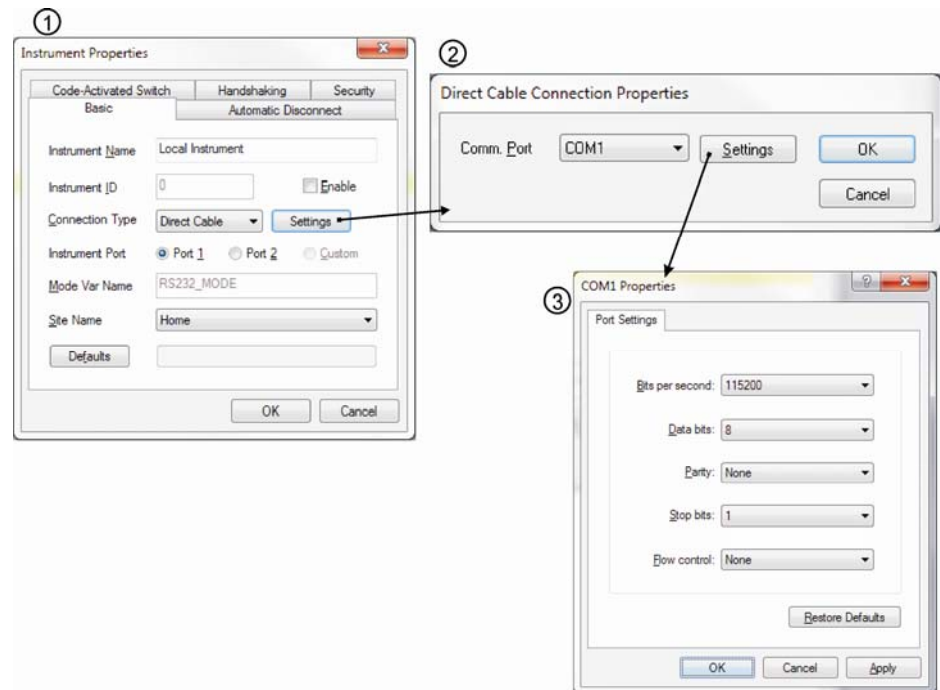 1
Instrument Properties
Code-Activated Switch Handshaking Security
Basic Automatic Disconnect
Instrument Name Local Instrument
Instrument ID 0 Enable
Connection Type Direct Cable Settings
Instrument Port Port 1 Port 2 Custom
Mode Var Name RS232_MODE
Site Name Home
Defaults
OK Cancel
2
Direct Cable Connection Properties
Comm. Port COM1 Settings OK
Cancel
3
COM1 Properties
Port Settings
Bits per second: 115200
Data bits: 8
Parity: None
Stop bits: 1
Flow control: None
Restore Defaults
OK Cancel Apply